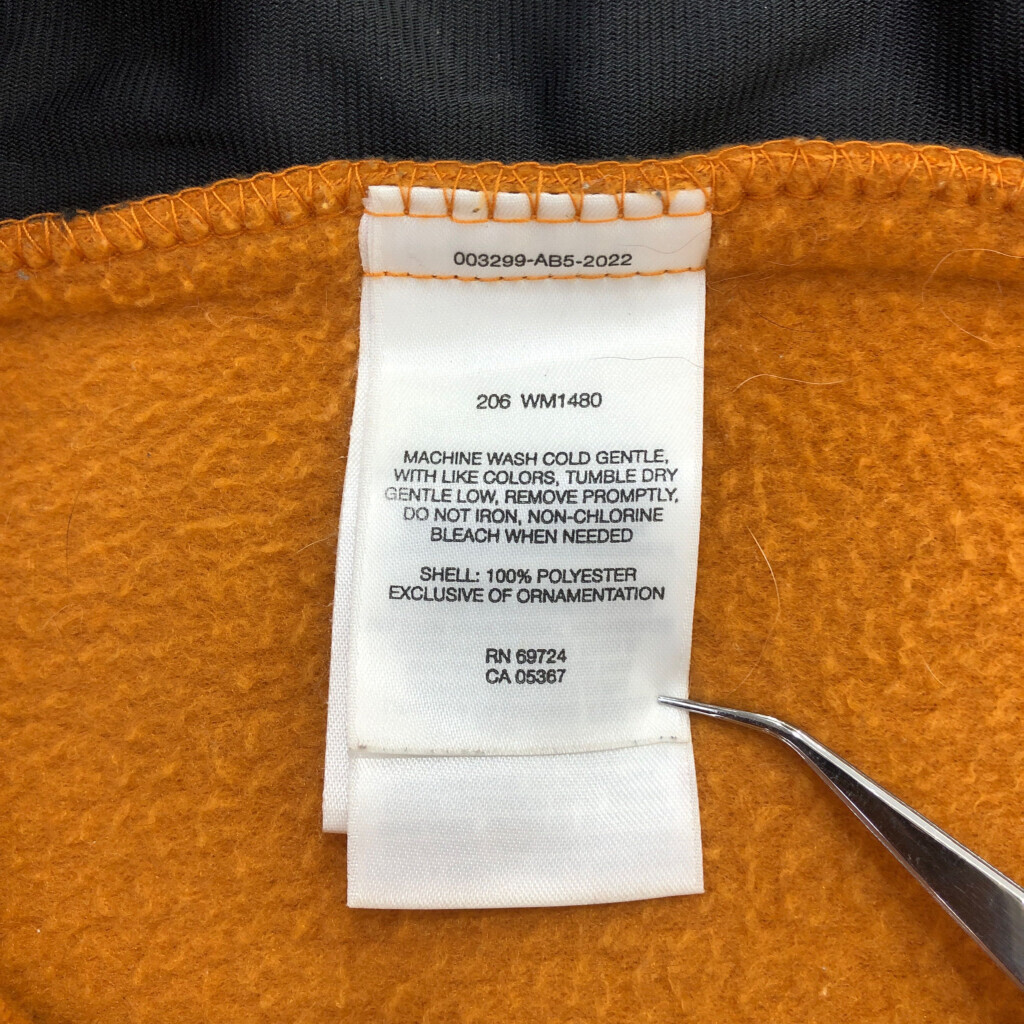 003299-AB5-2022
206 WM1480
MACHINE WASH COLD GENTLE,
WITH LIKE COLORS, TUMBLE DRY
GENTLE LOW, REMOVE PROMPTLY,
DO NOT IRON, NON-CHLORINE
BLEACH WHEN NEEDED
SHELL: 100% POLYESTER
EXCLUSIVE OF ORNAMENTATION
RN 69724
CA 05367